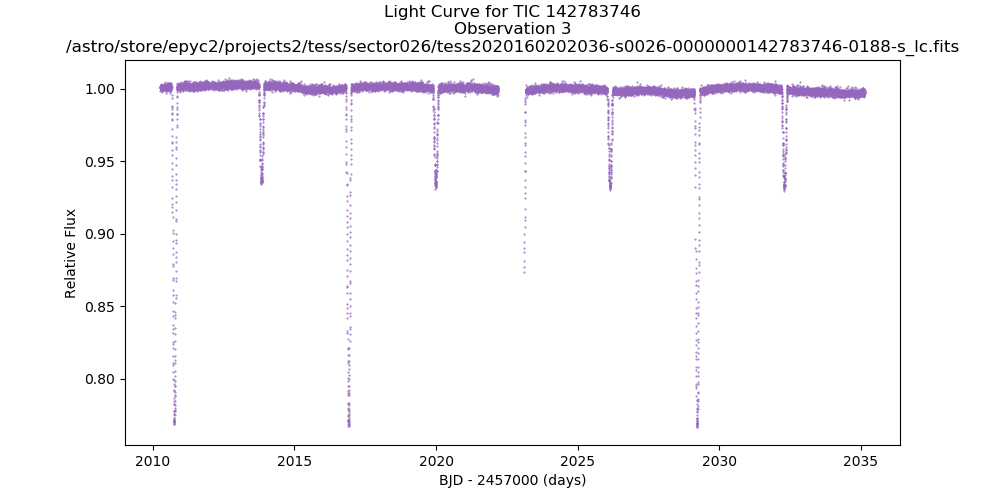 Light Curve for TIC 142783746
Observation 3
/astro/store/epyc2/projects2/tess/sector026/tess2020160202036-s0026-0000000142783746-0188-s_lc.fits
1.00
0.95
0.90
0.85
0.80
Relative Flux
2010 2015 2020 2025 2030 2035
BJD - 2457000 (days)